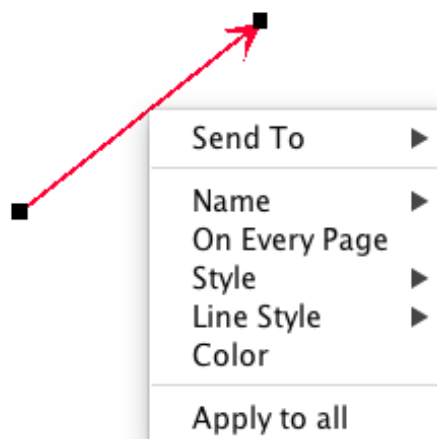 Send To
Name
On Every Page
Style
Line Style
Color
Apply to all